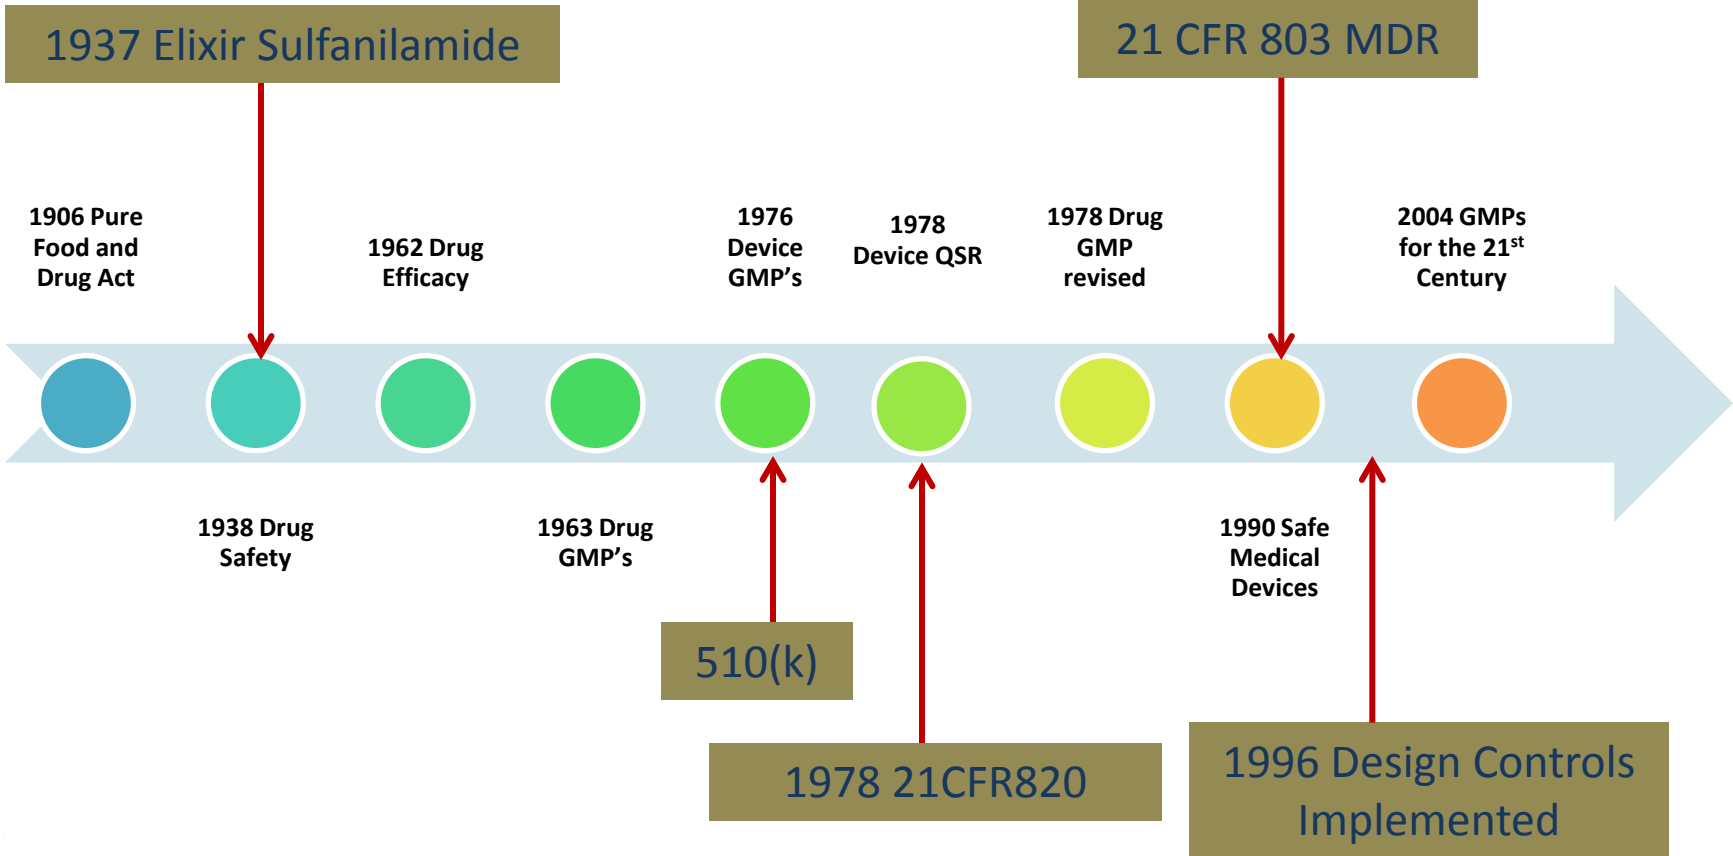 1937 Elixir Sulfanilamide
21 CFR 803 MDR
1906 Pure
Food and
Drug Act
1962 Drug
Efficacy
1976
Device
GMP’s
1978
Device QSR
1978 Drug
GMP
revised
2004 GMPs
for the 21st
Century
1938 Drug
Safety
1963 Drug
GMP’s
1990 Safe
Medical
Devices
510(k)
1978 21CFR820
1996 Design Controls
Implemented